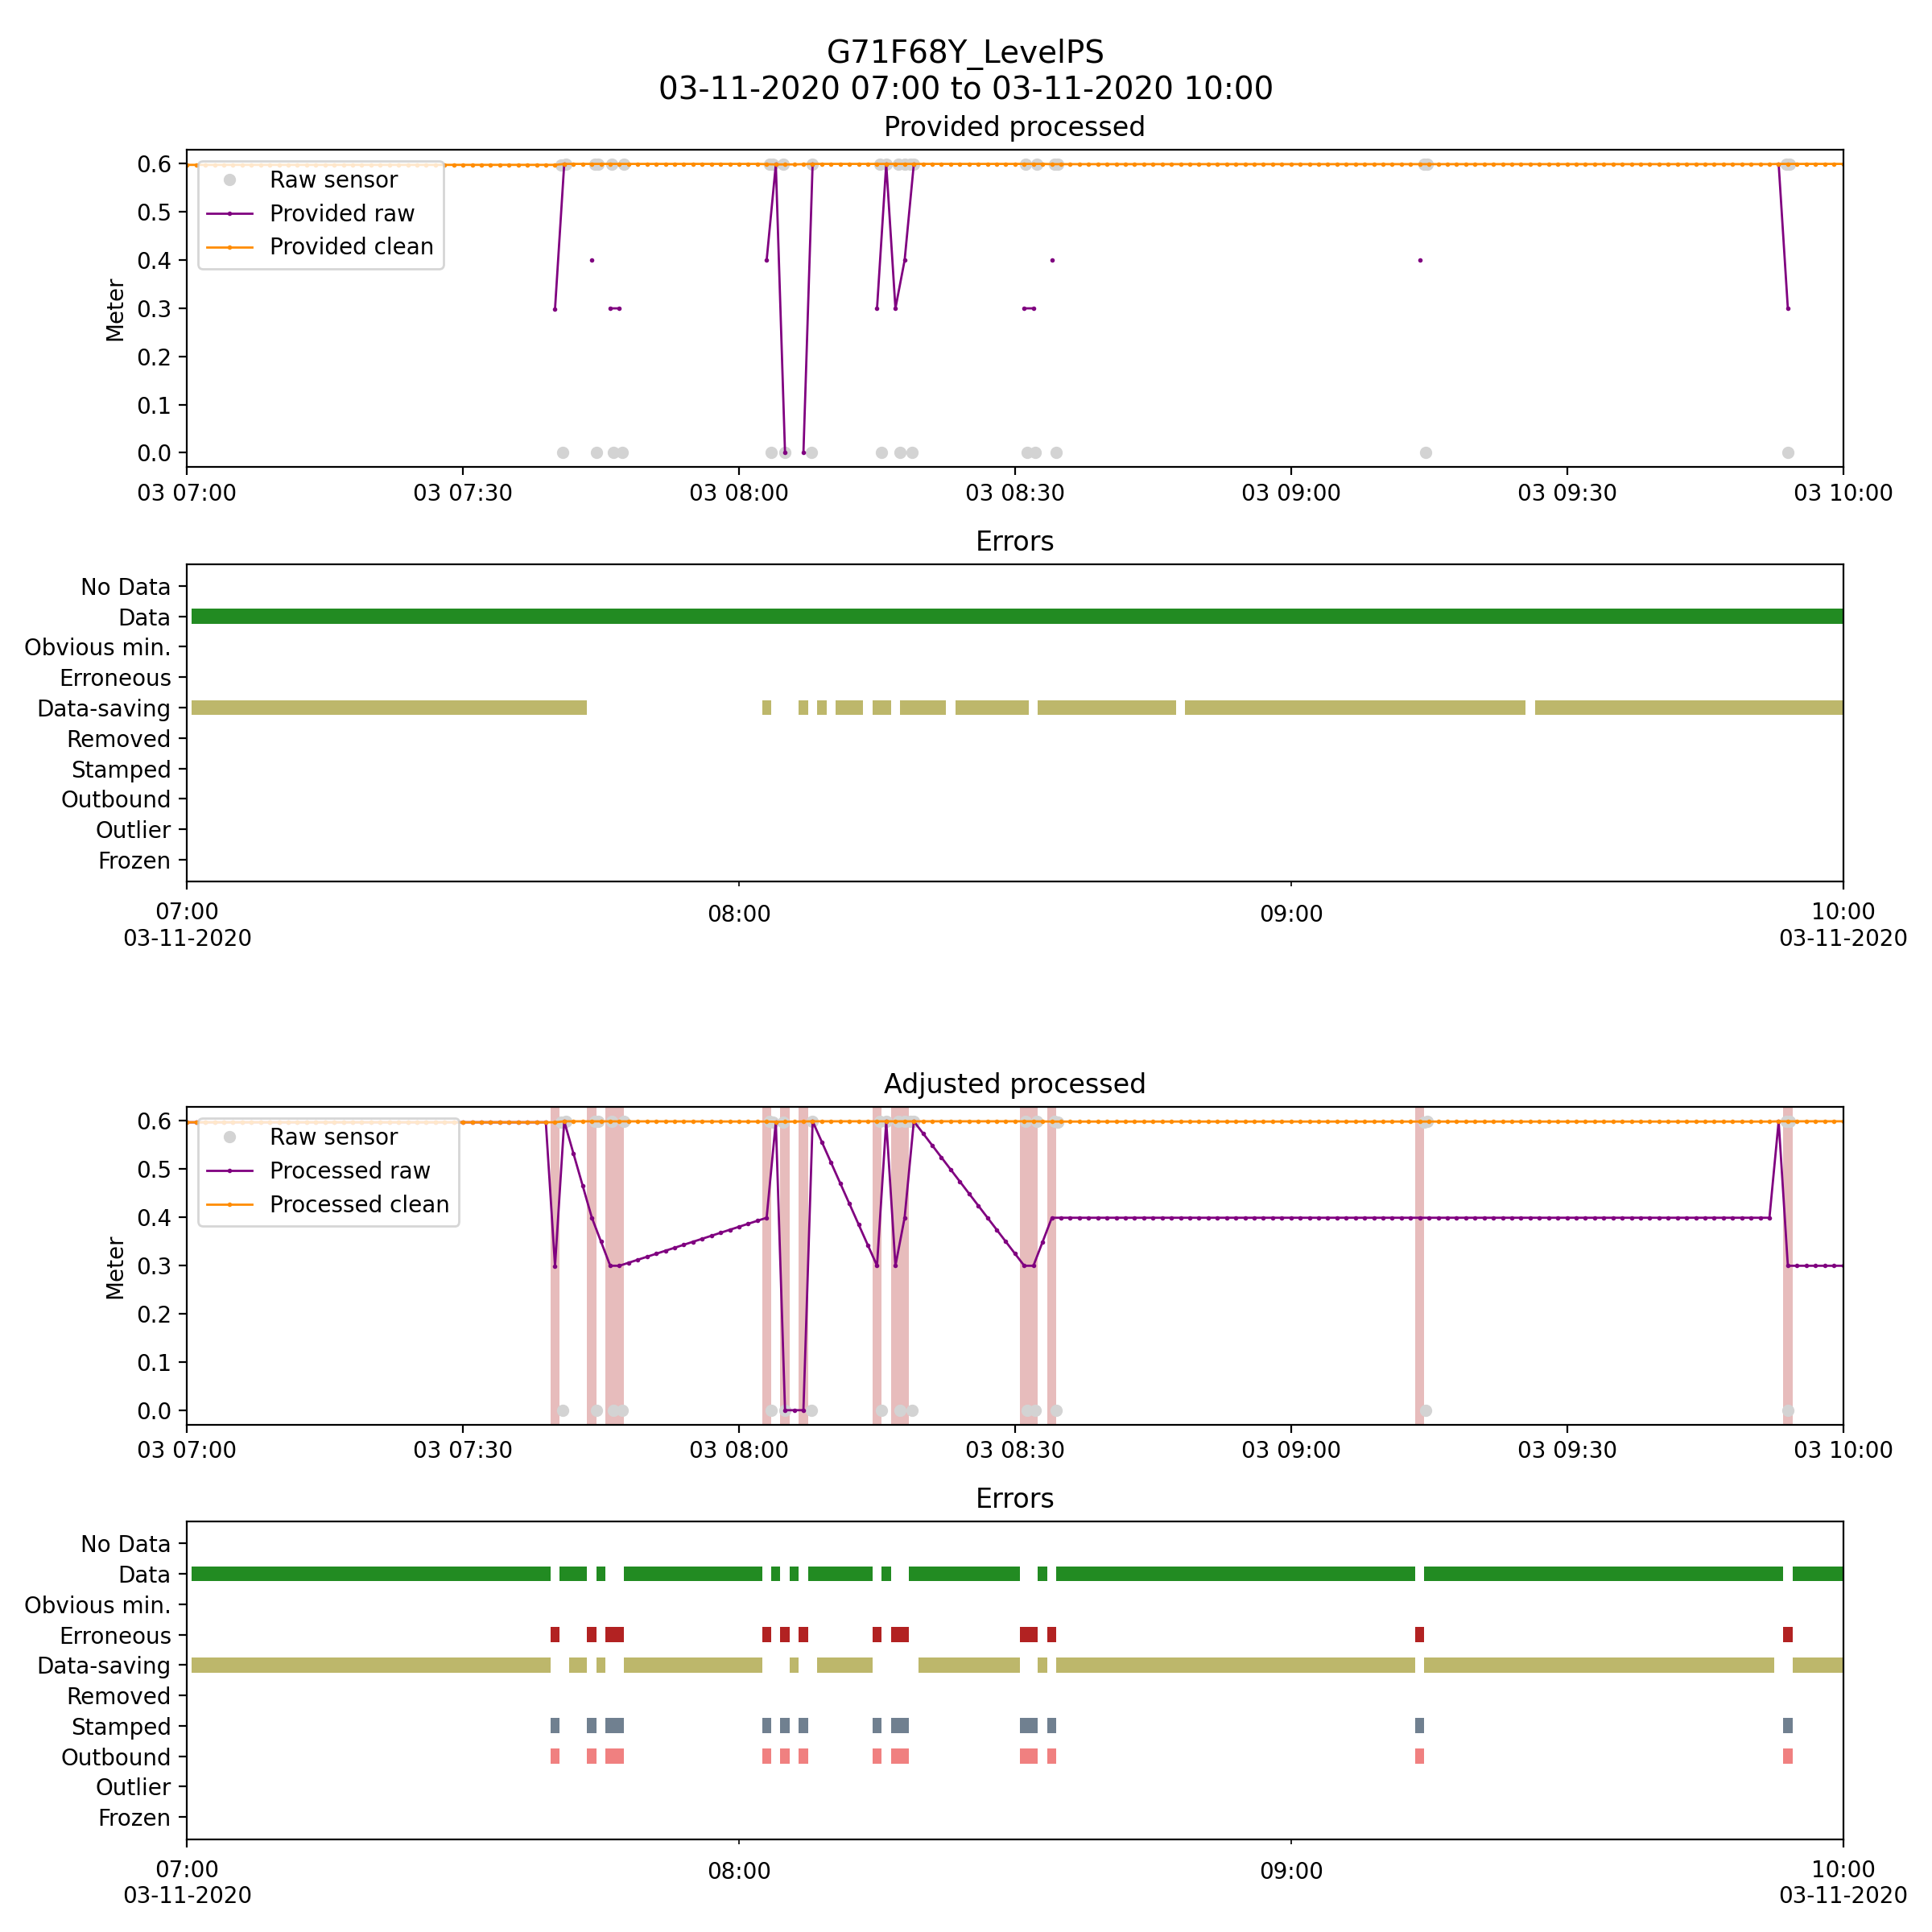 G71F68Y_LevelPS
03-11-2020 07:00 to 03-11-2020 10:00
Provided processed
Meter
0.6
0.5
0.4
0.3
0.2
0.1
0.0
Raw sensor
Provided raw
Provided clean
03 07:00 03 07:30 03 08:00 03 08:30 03 09:00 03 09:30 03 10:00
Errors
No Data
Data
Obvious min.
Erroneous
Data-saving
Removed
Stamped
Outbound
Outlier
Frozen
07:00 08:00 09:00 10:00
03-11-2020 03-11-2020
Adjusted processed
Meter
0.6
0.5
0.4
0.3
0.2
0.1
0.0
Raw sensor
Processed raw
Processed clean
03 07:00 03 07:30 03 08:00 03 08:30 03 09:00 03 09:30 03 10:00
Errors
No Data
Data
Obvious min.
Erroneous
Data-saving
Removed
Stamped
Outbound
Outlier
Frozen
07:00 08:00 09:00 10:00
03-11-2020 03-11-2020